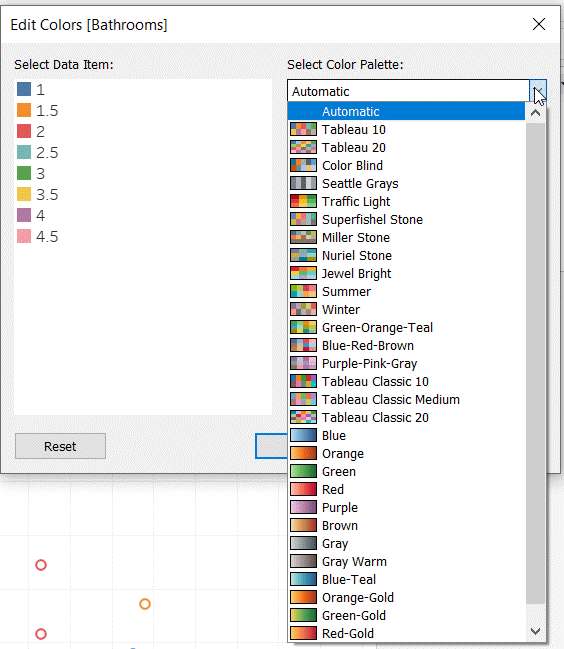 Edit Colors [Bathrooms]
Select Data Item:
1
1.5
2
2.5
3
3.5
4
4.5
Reset
Select Color Palette:
Automatic
Automatic
Tableau 10
Tableau 20
Color Blind
Seattle Grays
Traffic Light
Superfishel Stone
Miller Stone
Nuriel Stone
Jewel Bright
Summer
Winter
Green-Orange-Teal
Blue-Red-Brown
Purple-Pink-Gray
Tableau Classic 10
Tableau Classic Medium
Tableau Classic 20
Blue
Orange
Green
Red
Purple
Brown
Gray
Gray Warm
Blue-Teal
Orange-Gold
Green-Gold
Red-Gold